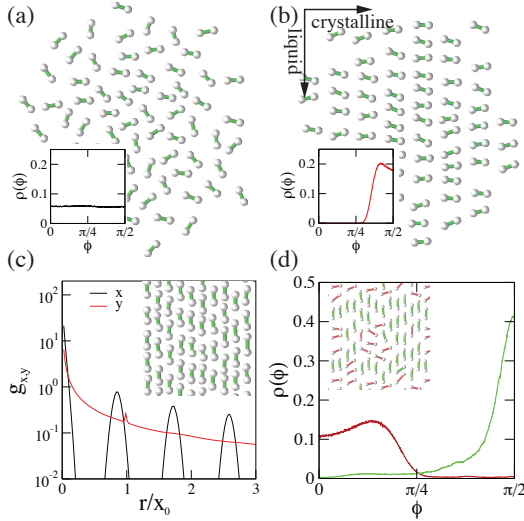 (a)
0.2
0.1
0
ρ(ϕ)
0
π/4
π/2
ϕ
(b)
crystalline
liquid
0.2
0.1
0
ρ(ϕ)
0
π/4
π/2
ϕ
(c)
10²
10¹
10⁰
10⁻¹
10⁻²
g x,y
x
y
0
1
2
3
r/x₀
(d)
0.5
0.4
0.3
0.2
0.1
0
ρ(ϕ)
0
π/4
π/2
ϕ